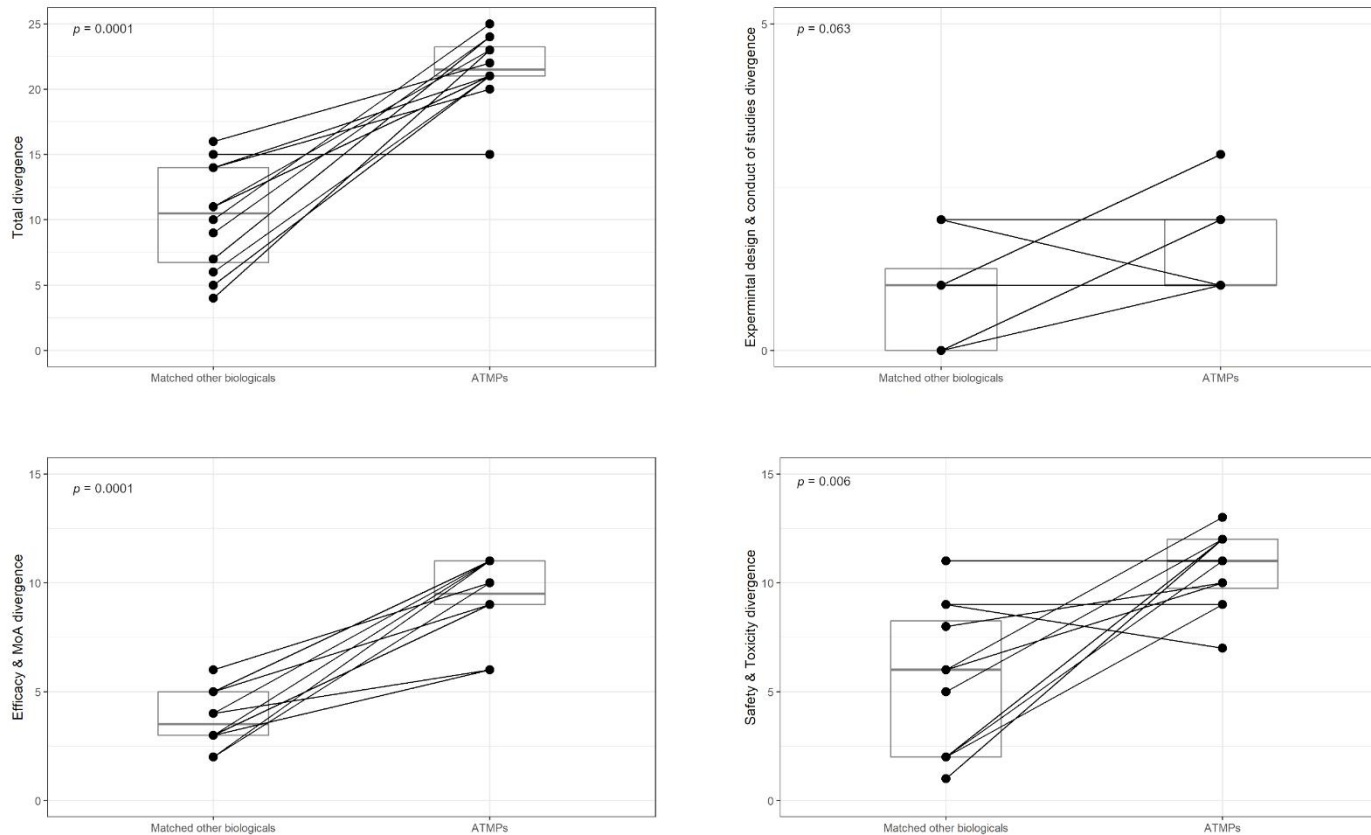 Total divergence
25
20
15
10
5
0
p = 0.0001
Matched other biologicals
ATMPs
Expermintal design & conduct of studies divergence
5
0
p = 0.063
Matched other biologicals
ATMPs
Efficacy & MoA divergence
15
10
5
0
p = 0.0001
Matched other biologicals
ATMPs
Safety & Toxicity divergence
15
10
5
0
p = 0.006
Matched other biologicals
ATMPs